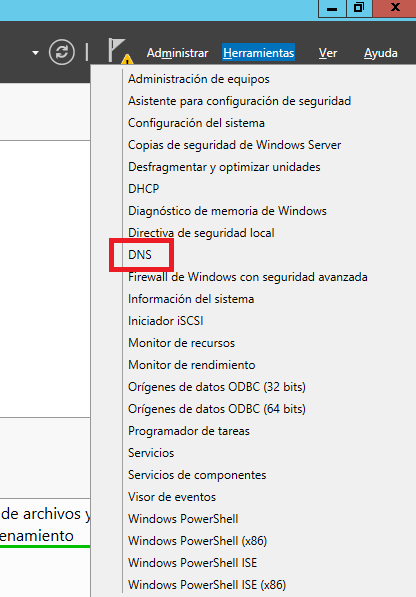 Administrar Herramientas Ver Ayuda
Administración de equipos
Asistente para configuración de seguridad
Configuración del sistema
Copias de seguridad de Windows Server
Desfragmentar y optimizar unidades
DHCP
Diagnóstico de memoria de Windows
Directiva de seguridad local
DNS
Firewall de Windows con seguridad avanzada
Información del sistema
Iniciador iSCSI
Monitor de recursos
Monitor de rendimiento
Orígenes de datos ODBC (32 bits)
Orígenes de datos ODBC (64 bits)
Programador de tareas
Servicios
Servicios de componentes
Visor de eventos
de archivos y
Windows PowerShell
enamiento
Windows PowerShell (x86)
Windows PowerShell ISE
Windows PowerShell ISE (x86)